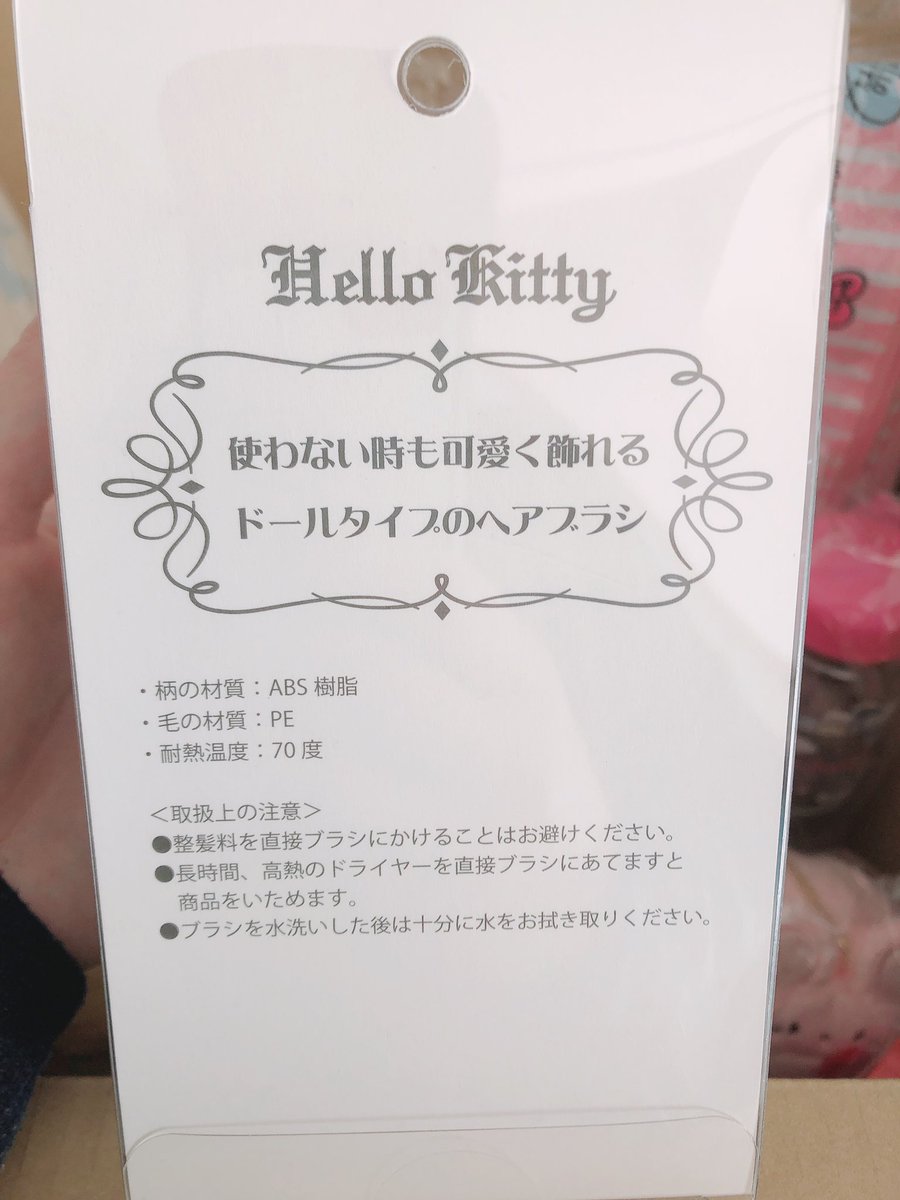 Hello Kitty
使わない時も可愛く飾れる
ドールタイプのヘアブラシ
・柄の材質：ABS 樹脂
・毛の材質：PE
・耐熱温度：70 度
＜取扱上の注意＞
●整髪料を直接ブラシにかけることはお避けください。
●長時間、高熱のドライヤーを直接ブラシにあてますと
商品をいためます。
●ブラシを水洗いした後は十分に水をお拭き取りください。